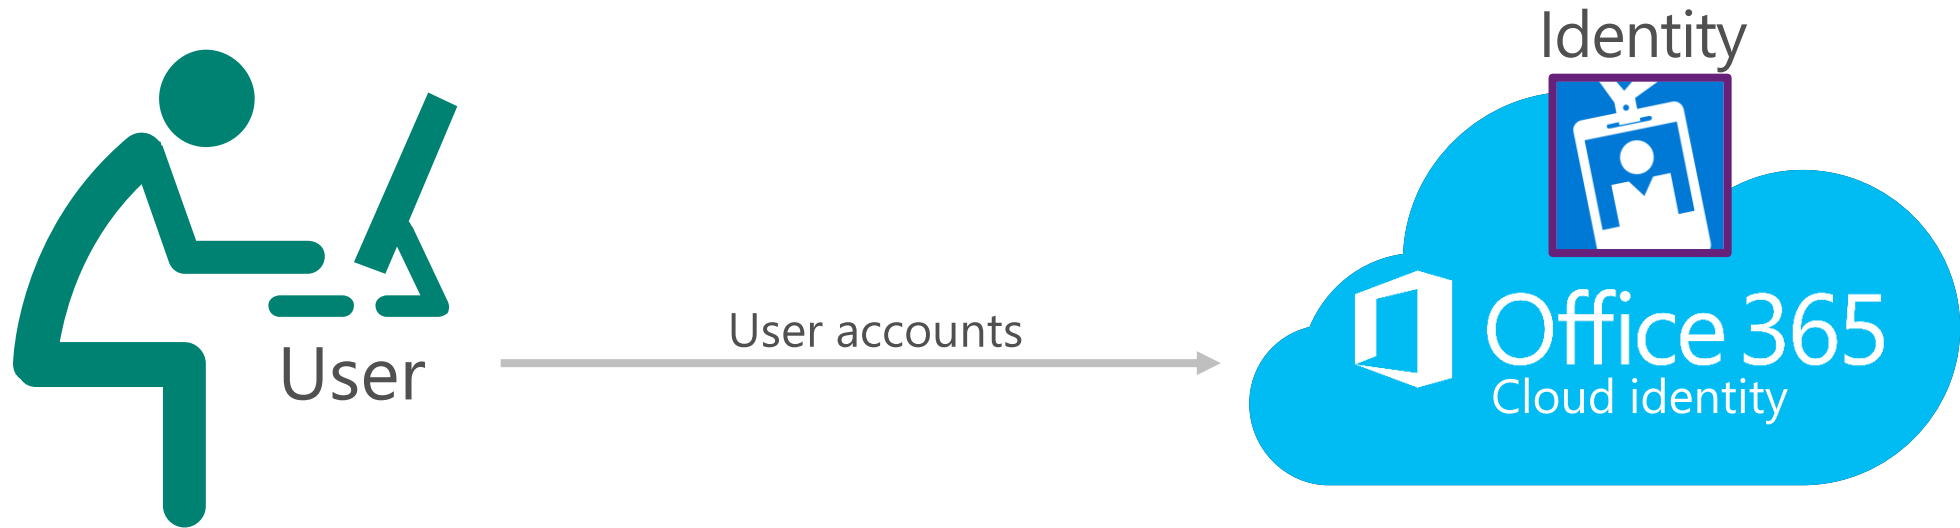 Identity
Office 365
Cloud identity
User accounts
User